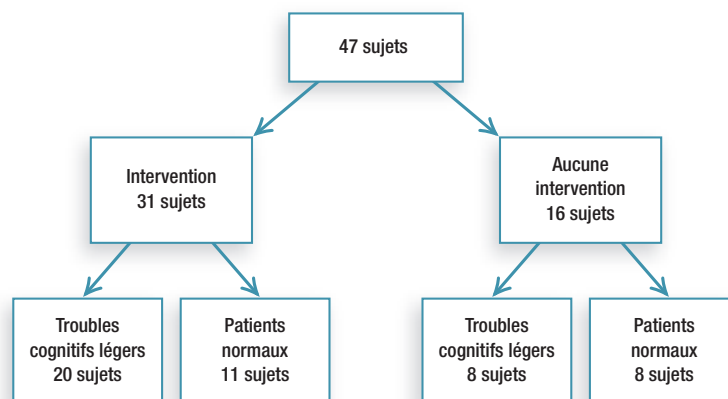 47 sujets
Intervention
31 sujets
Aucune
intervention
16 sujets
Troubles
cognitifs légers
20 sujets
Patients
normaux
11 sujets
Troubles
cognitifs légers
8 sujets
Patients
normaux
8 sujets